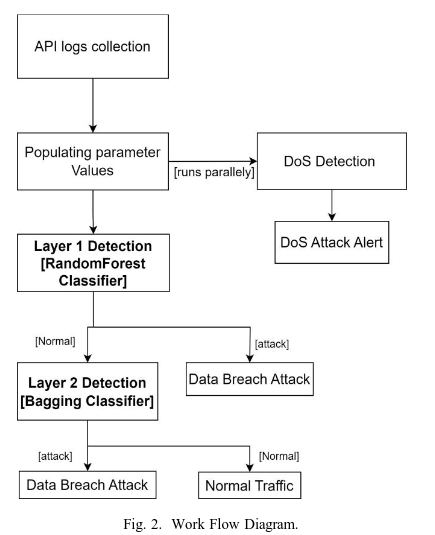 API logs collection
Populating parameter
Values
[runs parallely]
DoS Detection
DoS Attack Alert
Layer 1 Detection
[RandomForest
Classifier]
[Normal]
[attack]
Layer 2 Detection
[Bagging Classifier]
Data Breach Attack
[attack]
[Normal]
Data Breach Attack
Normal Traffic
Fig. 2. Work Flow Diagram.